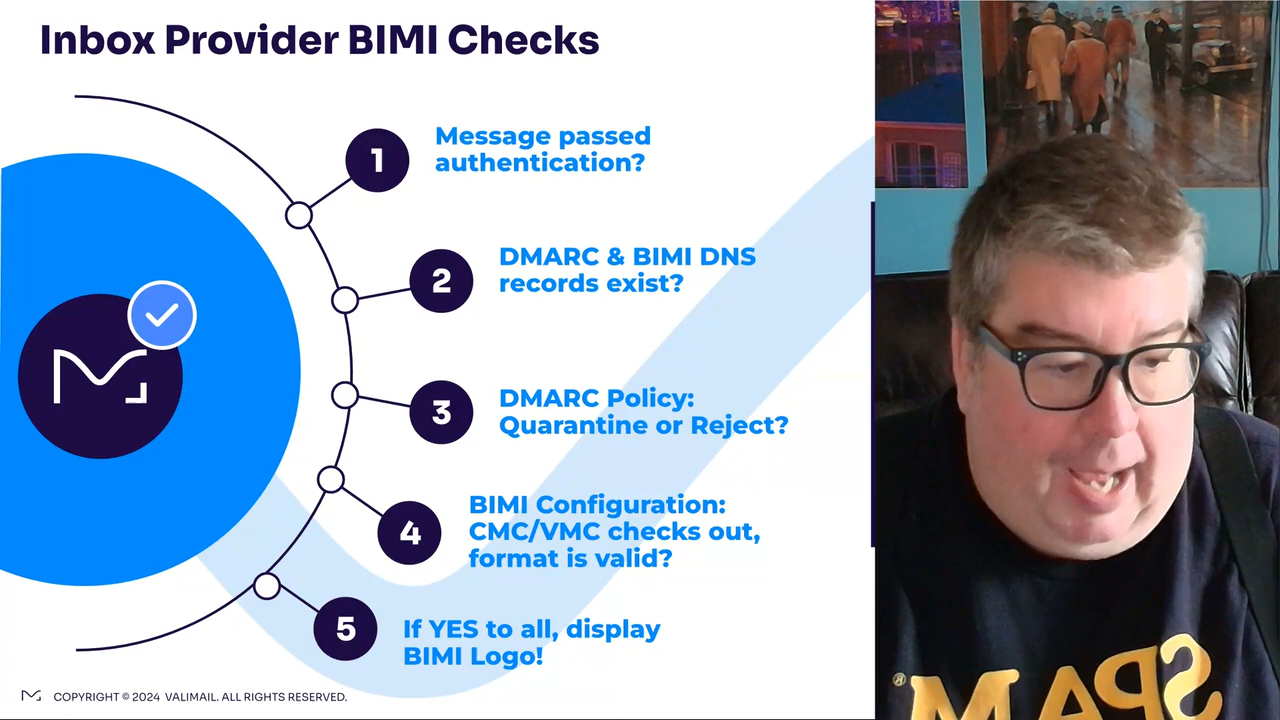 Inbox Provider BIMI Checks
1
Message passed
authentication?
2
DMARC & BIMI DNS
records exist?
3
DMARC Policy:
Quarantine or Reject?
4
BIMI Configuration:
CMC/VMC checks out,
format is valid?
5
If YES to all, display
BIMI Logo!
COPYRIGHT © 2024 VALIMAIL. ALL RIGHTS RESERVED.
SPAM®